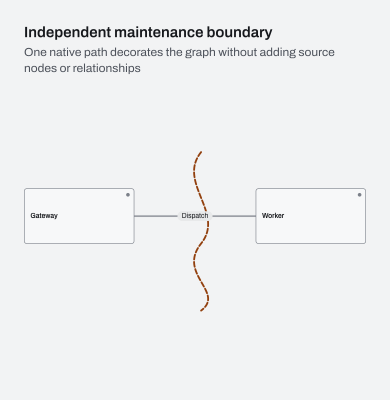 Independent maintenance boundary
One native path decorates the graph without adding source
nodes or relationships
Gateway
Dispatch
Worker